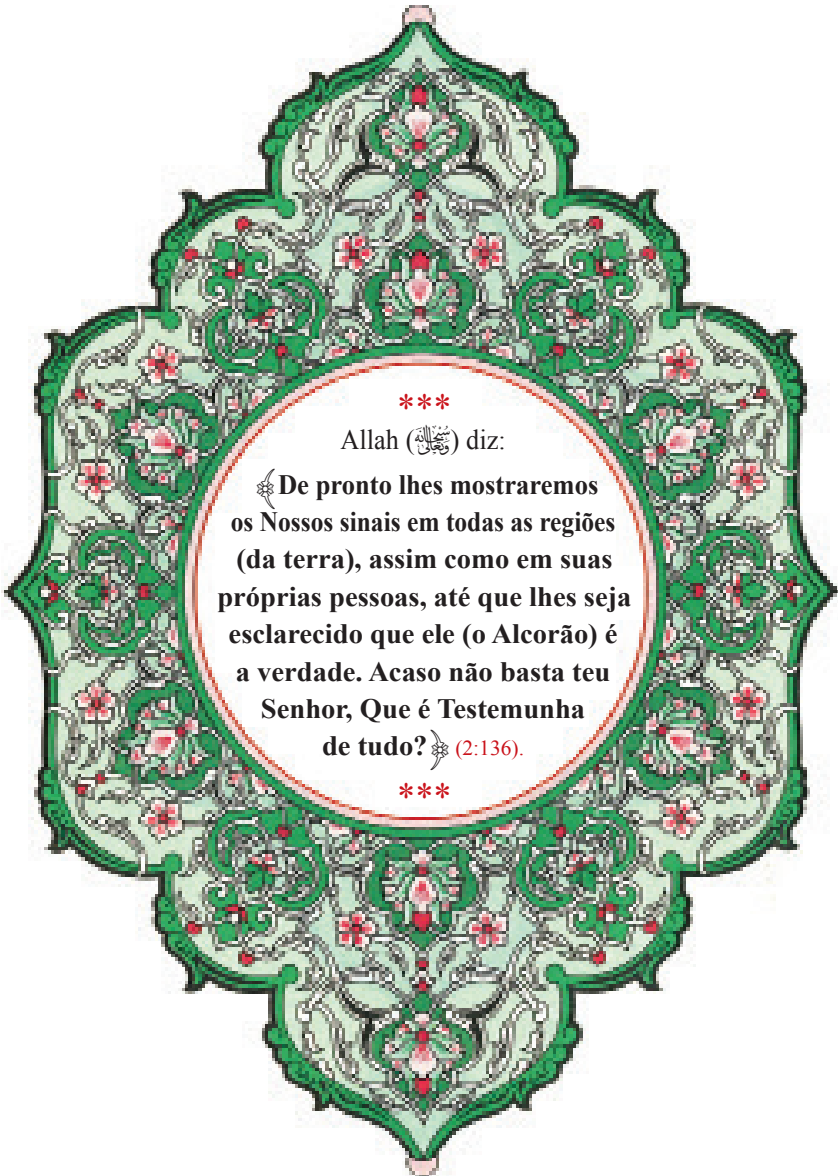 ***
Allah (سُبْحَانَهُ وَتَعَالَى) diz:
﴾De pronto lhes mostraremos
os Nossos sinais em todas as regiões
(da terra), assim como em suas
próprias pessoas, até que lhes seja
esclarecido que ele (o Alcorão) é
a verdade. Acaso não basta teu
Senhor, Que é Testemunha
de tudo?﴿ (2:136).
***